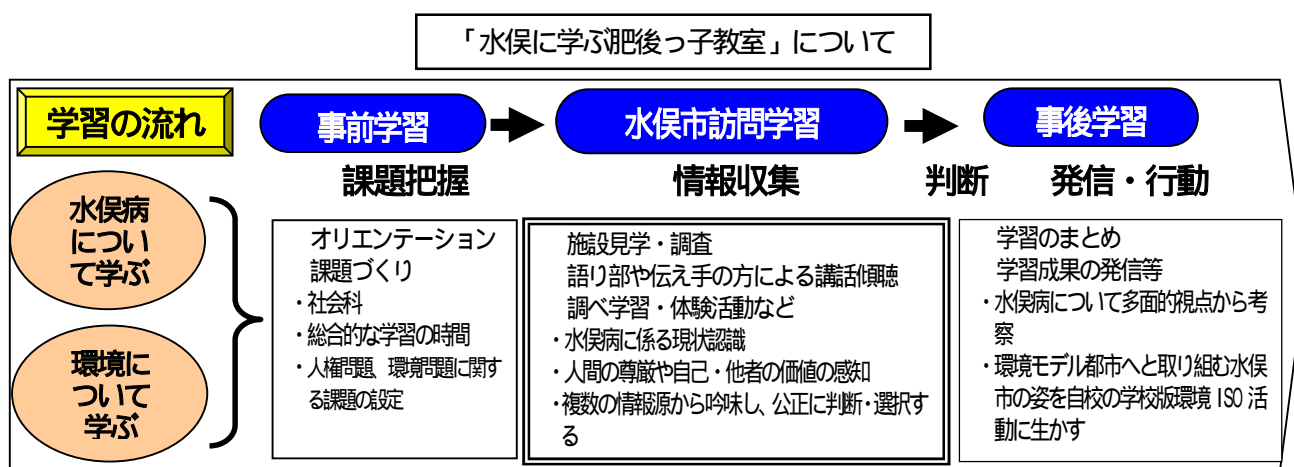 「水俣に学ぶ肥後っ子教室」について
学習の流れ
事前学習
水俣市訪問学習
事後学習
課題把握
情報収集
判断
発信・行動
水俣病
につい
て学ぶ
環境に
ついて
学ぶ
オリエンテーション
課題づくり
・社会科
・総合的な学習の時間
・人権問題、環境問題に関す
る課題の設定
施設見学・調査
語り部や伝え手の方による講話傾聴
調べ学習・体験活動など
・水俣病に係る現状認識
・人間の尊厳や自己・他者の価値の感知
・複数の情報源から吟味し、公正に判断・選択す
る
学習のまとめ
学習成果の発信等
・水俣病について多面的視点から考
察
・環境モデル都市へと取り組む水俣
市の姿を自校の学校版環境 ISO 活
動に生かす